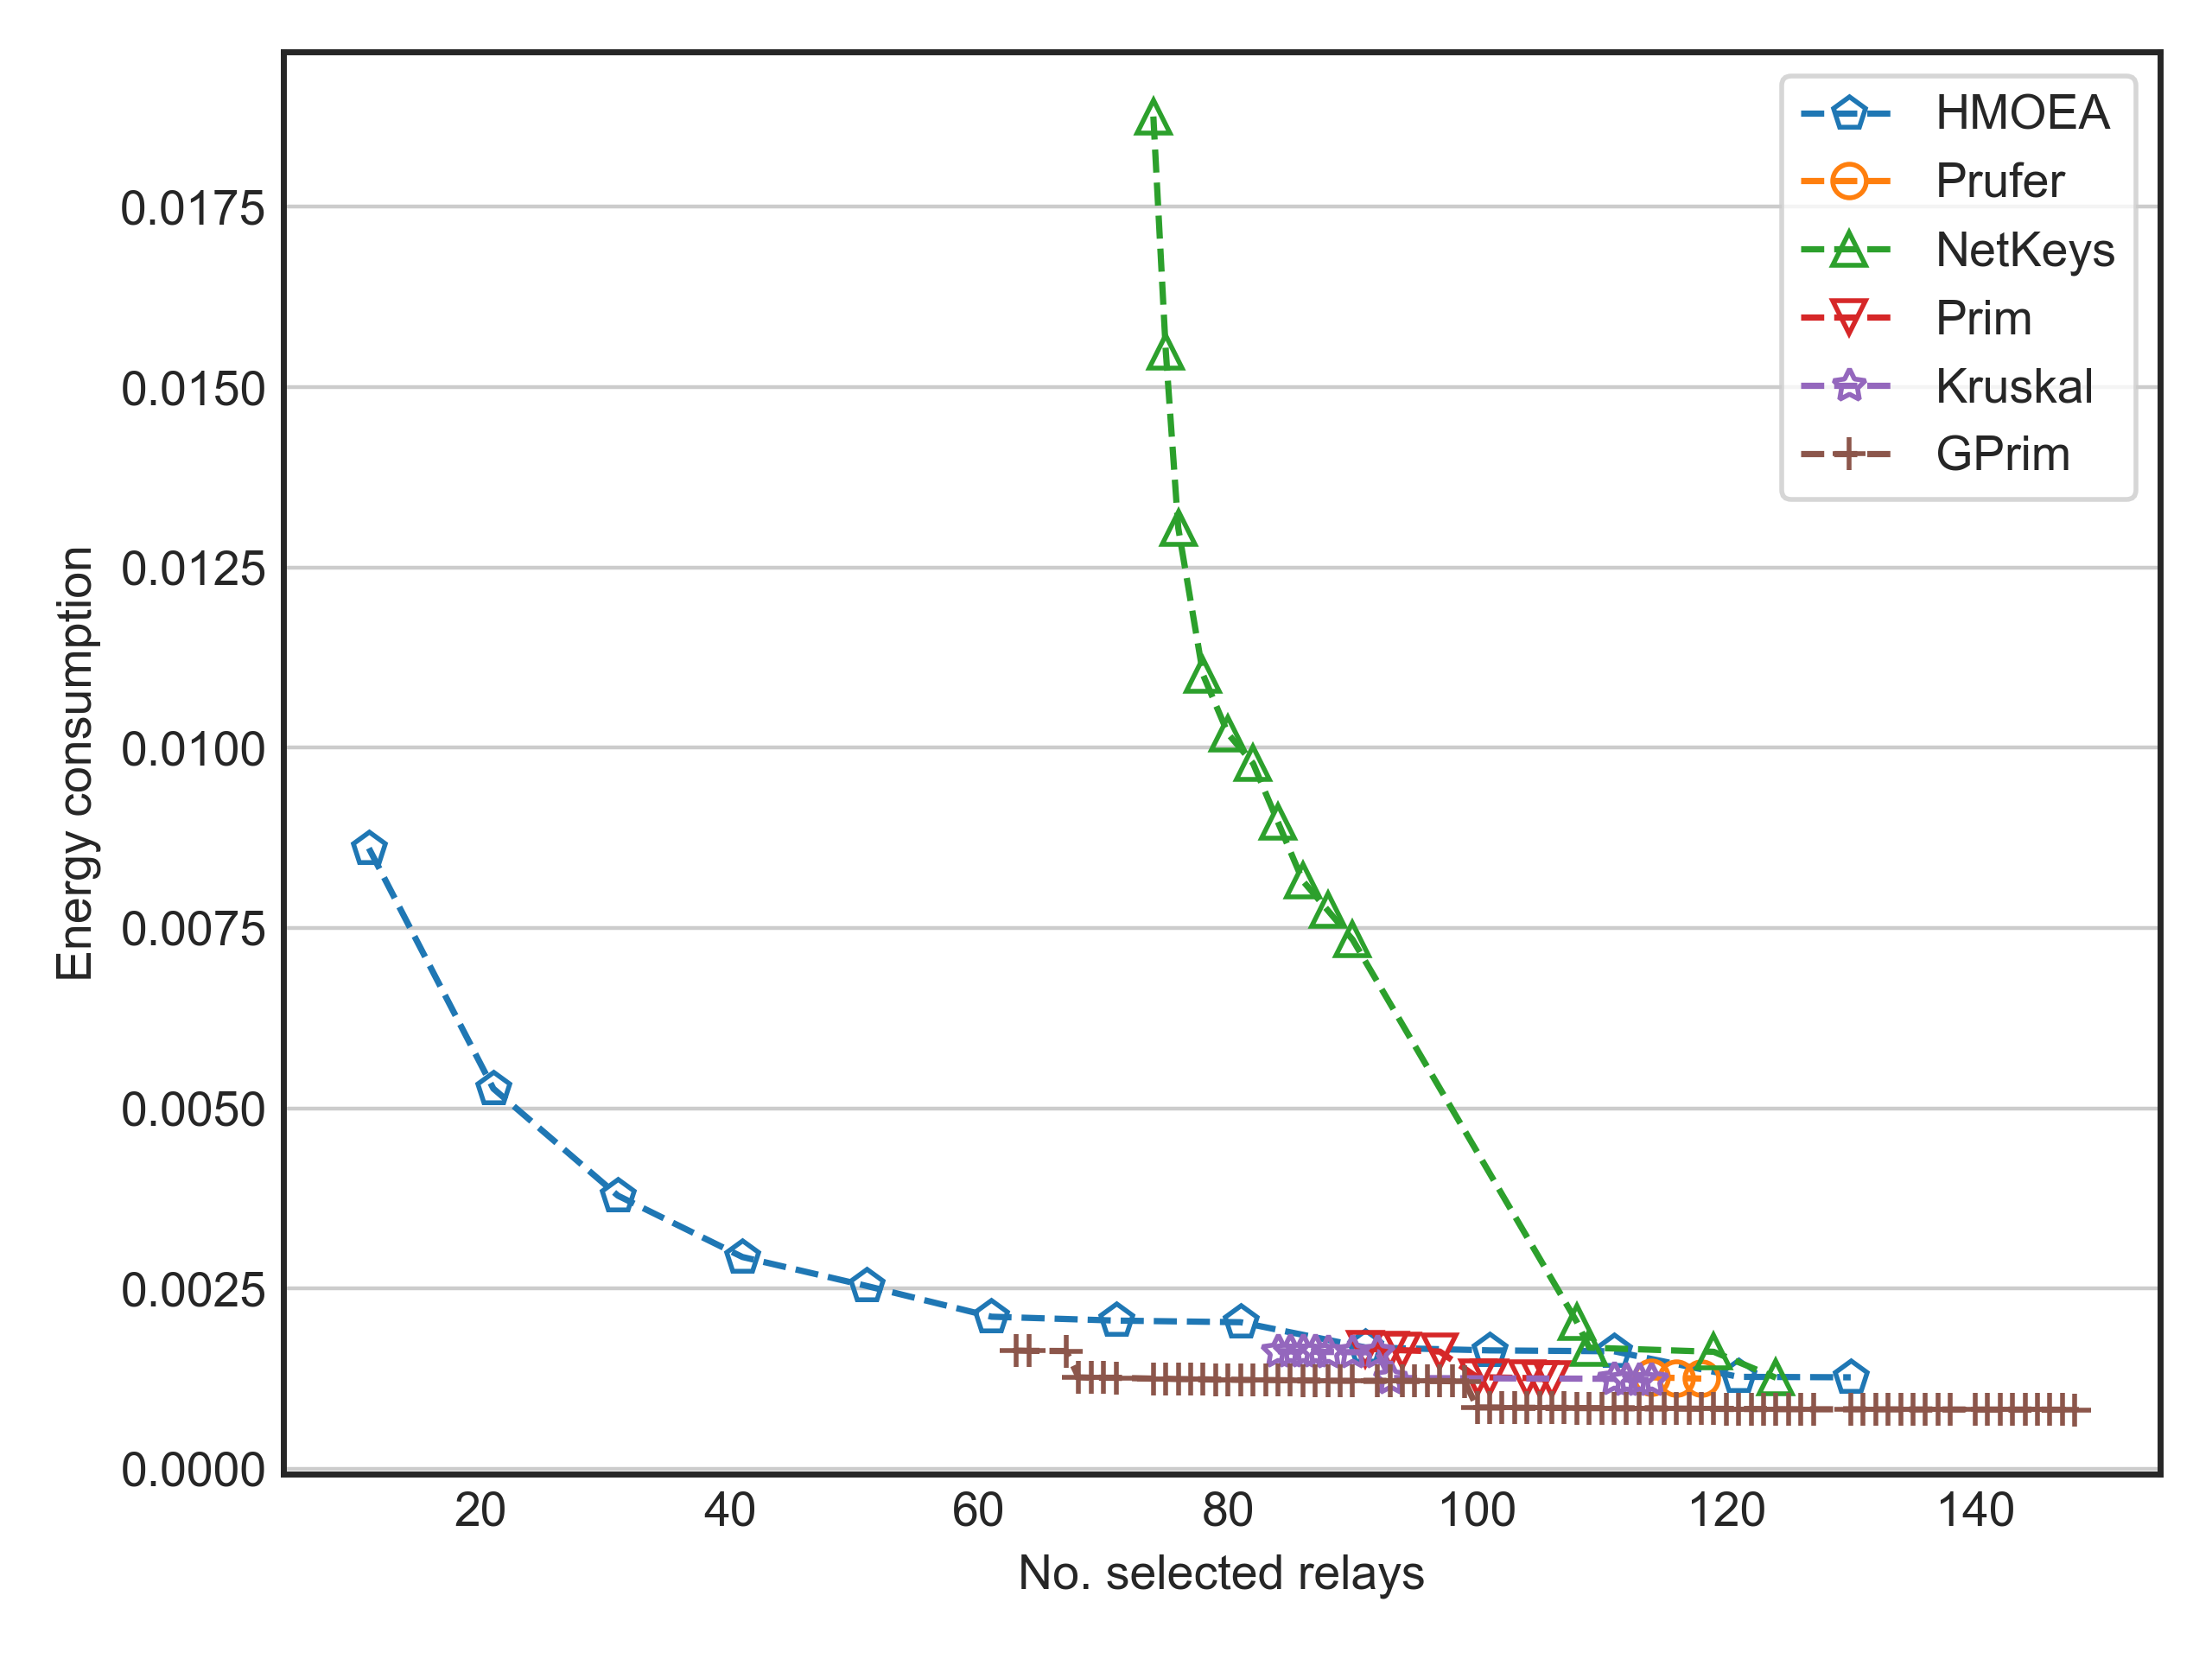 HMOEA
Prufer
NetKeys
Prim
Kruskal
GPrim
Energy consumption
0.0175
0.0150
0.0125
0.0100
0.0075
0.0050
0.0025
0.0000
20 40 60 80 100 120 140
No. selected relays